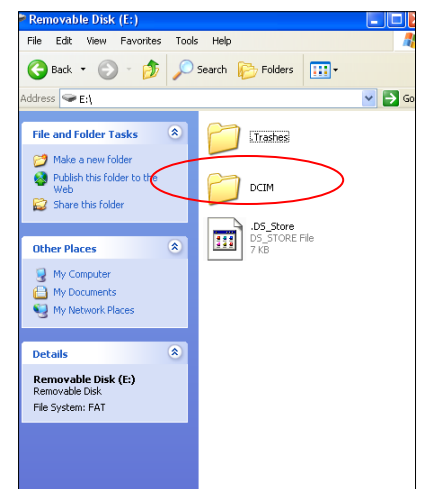 Removable Disk (E:)
File Edit View Favorites Tools Help
Back Search Folders
Address E:\ Go
File and Folder Tasks
Make a new folder
Publish this folder to the
Web
Share this folder
Other Places
My Computer
My Documents
My Network Places
Details
Removable Disk (E:)
Removable Disk
File System: FAT
.Trashes
DCIM
.DS_Store
DS_STORE File
7 KB